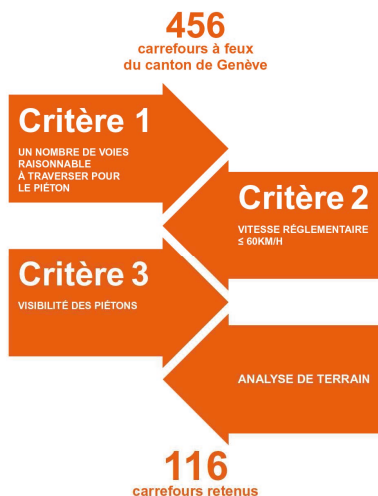 456
carrefours à feux
du canton de Genève
Critère 1
UN NOMBRE DE VOIES
RAISONNABLE
À TRAVERSER POUR
LE PIÉTON
Critère 2
VITESSE RÉGLEMENTAIRE
≤ 60KM/H
Critère 3
VISIBILITÉ DES PIÉTONS
ANALYSE DE TERRAIN
116
carrefours retenus